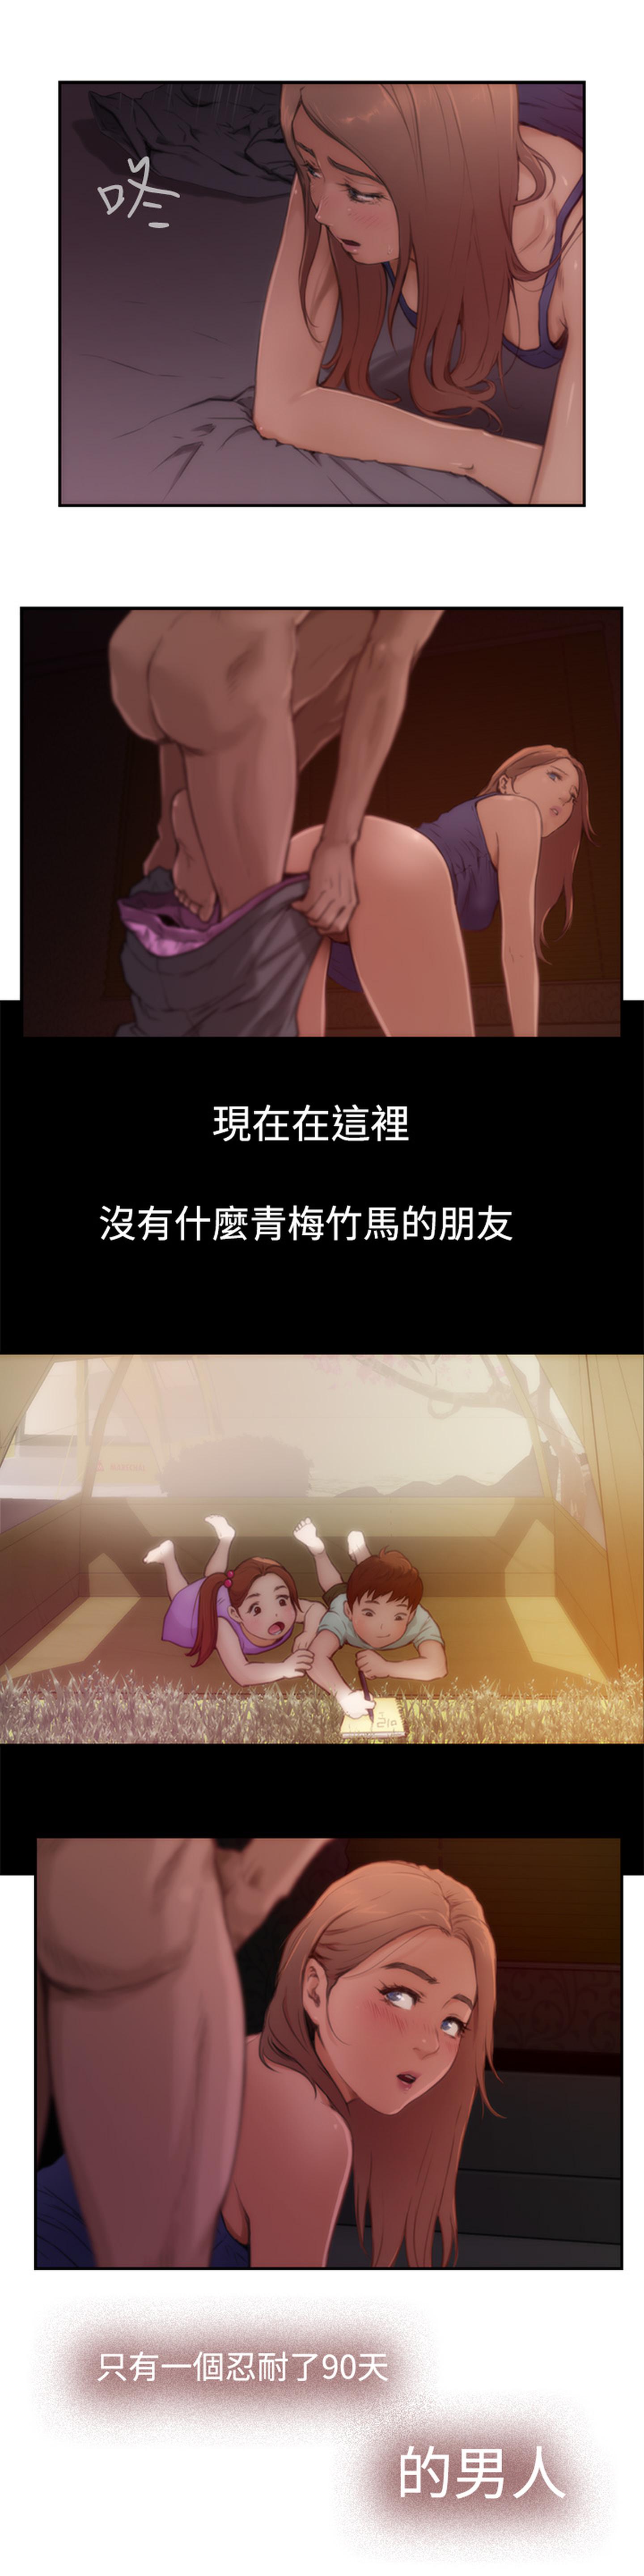 咚
現在在這裡
沒有什麼青梅竹馬的朋友
只有一個忍耐了90天
的男人